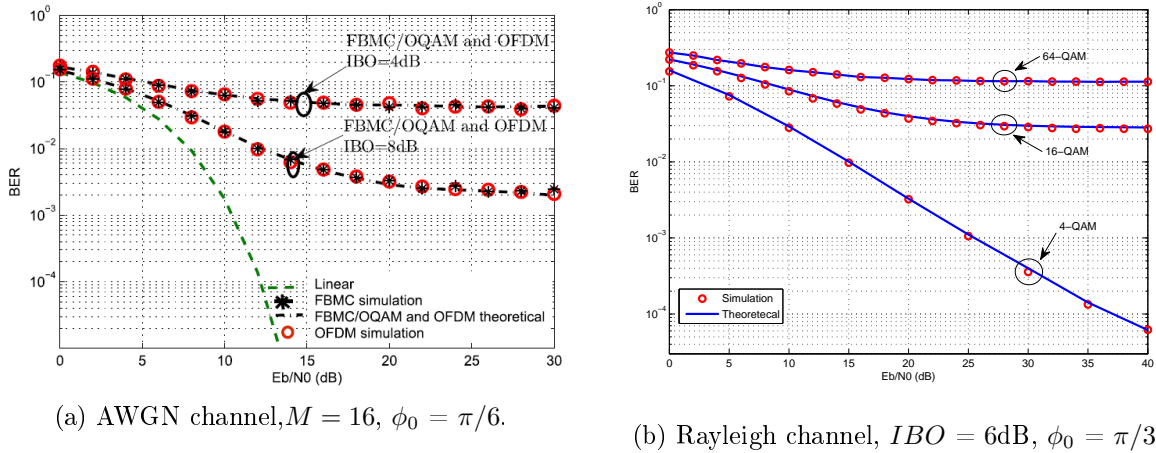 10^0
10^-1
10^-2
10^-3
10^-4
BER
0 5 10 15 20 25 30
Eb/N0 (dB)
FBMC/OQAM and OFDM
IBO=4dB
FBMC/OQAM and OFDM
IBO=8dB
Linear
FBMC simulation
FBMC/OQAM and OFDM theoretical
OFDM simulation
(a) AWGN channel,M = 16, ϕ0 = π/6.
10^0
10^-1
10^-2
10^-3
10^-4
BER
0 5 10 15 20 25 30 35 40
Eb/N0 (dB)
64-QAM
16-QAM
4-QAM
Simulation
Theoretecal
(b) Rayleigh channel, IBO = 6dB, ϕ0 = π/3